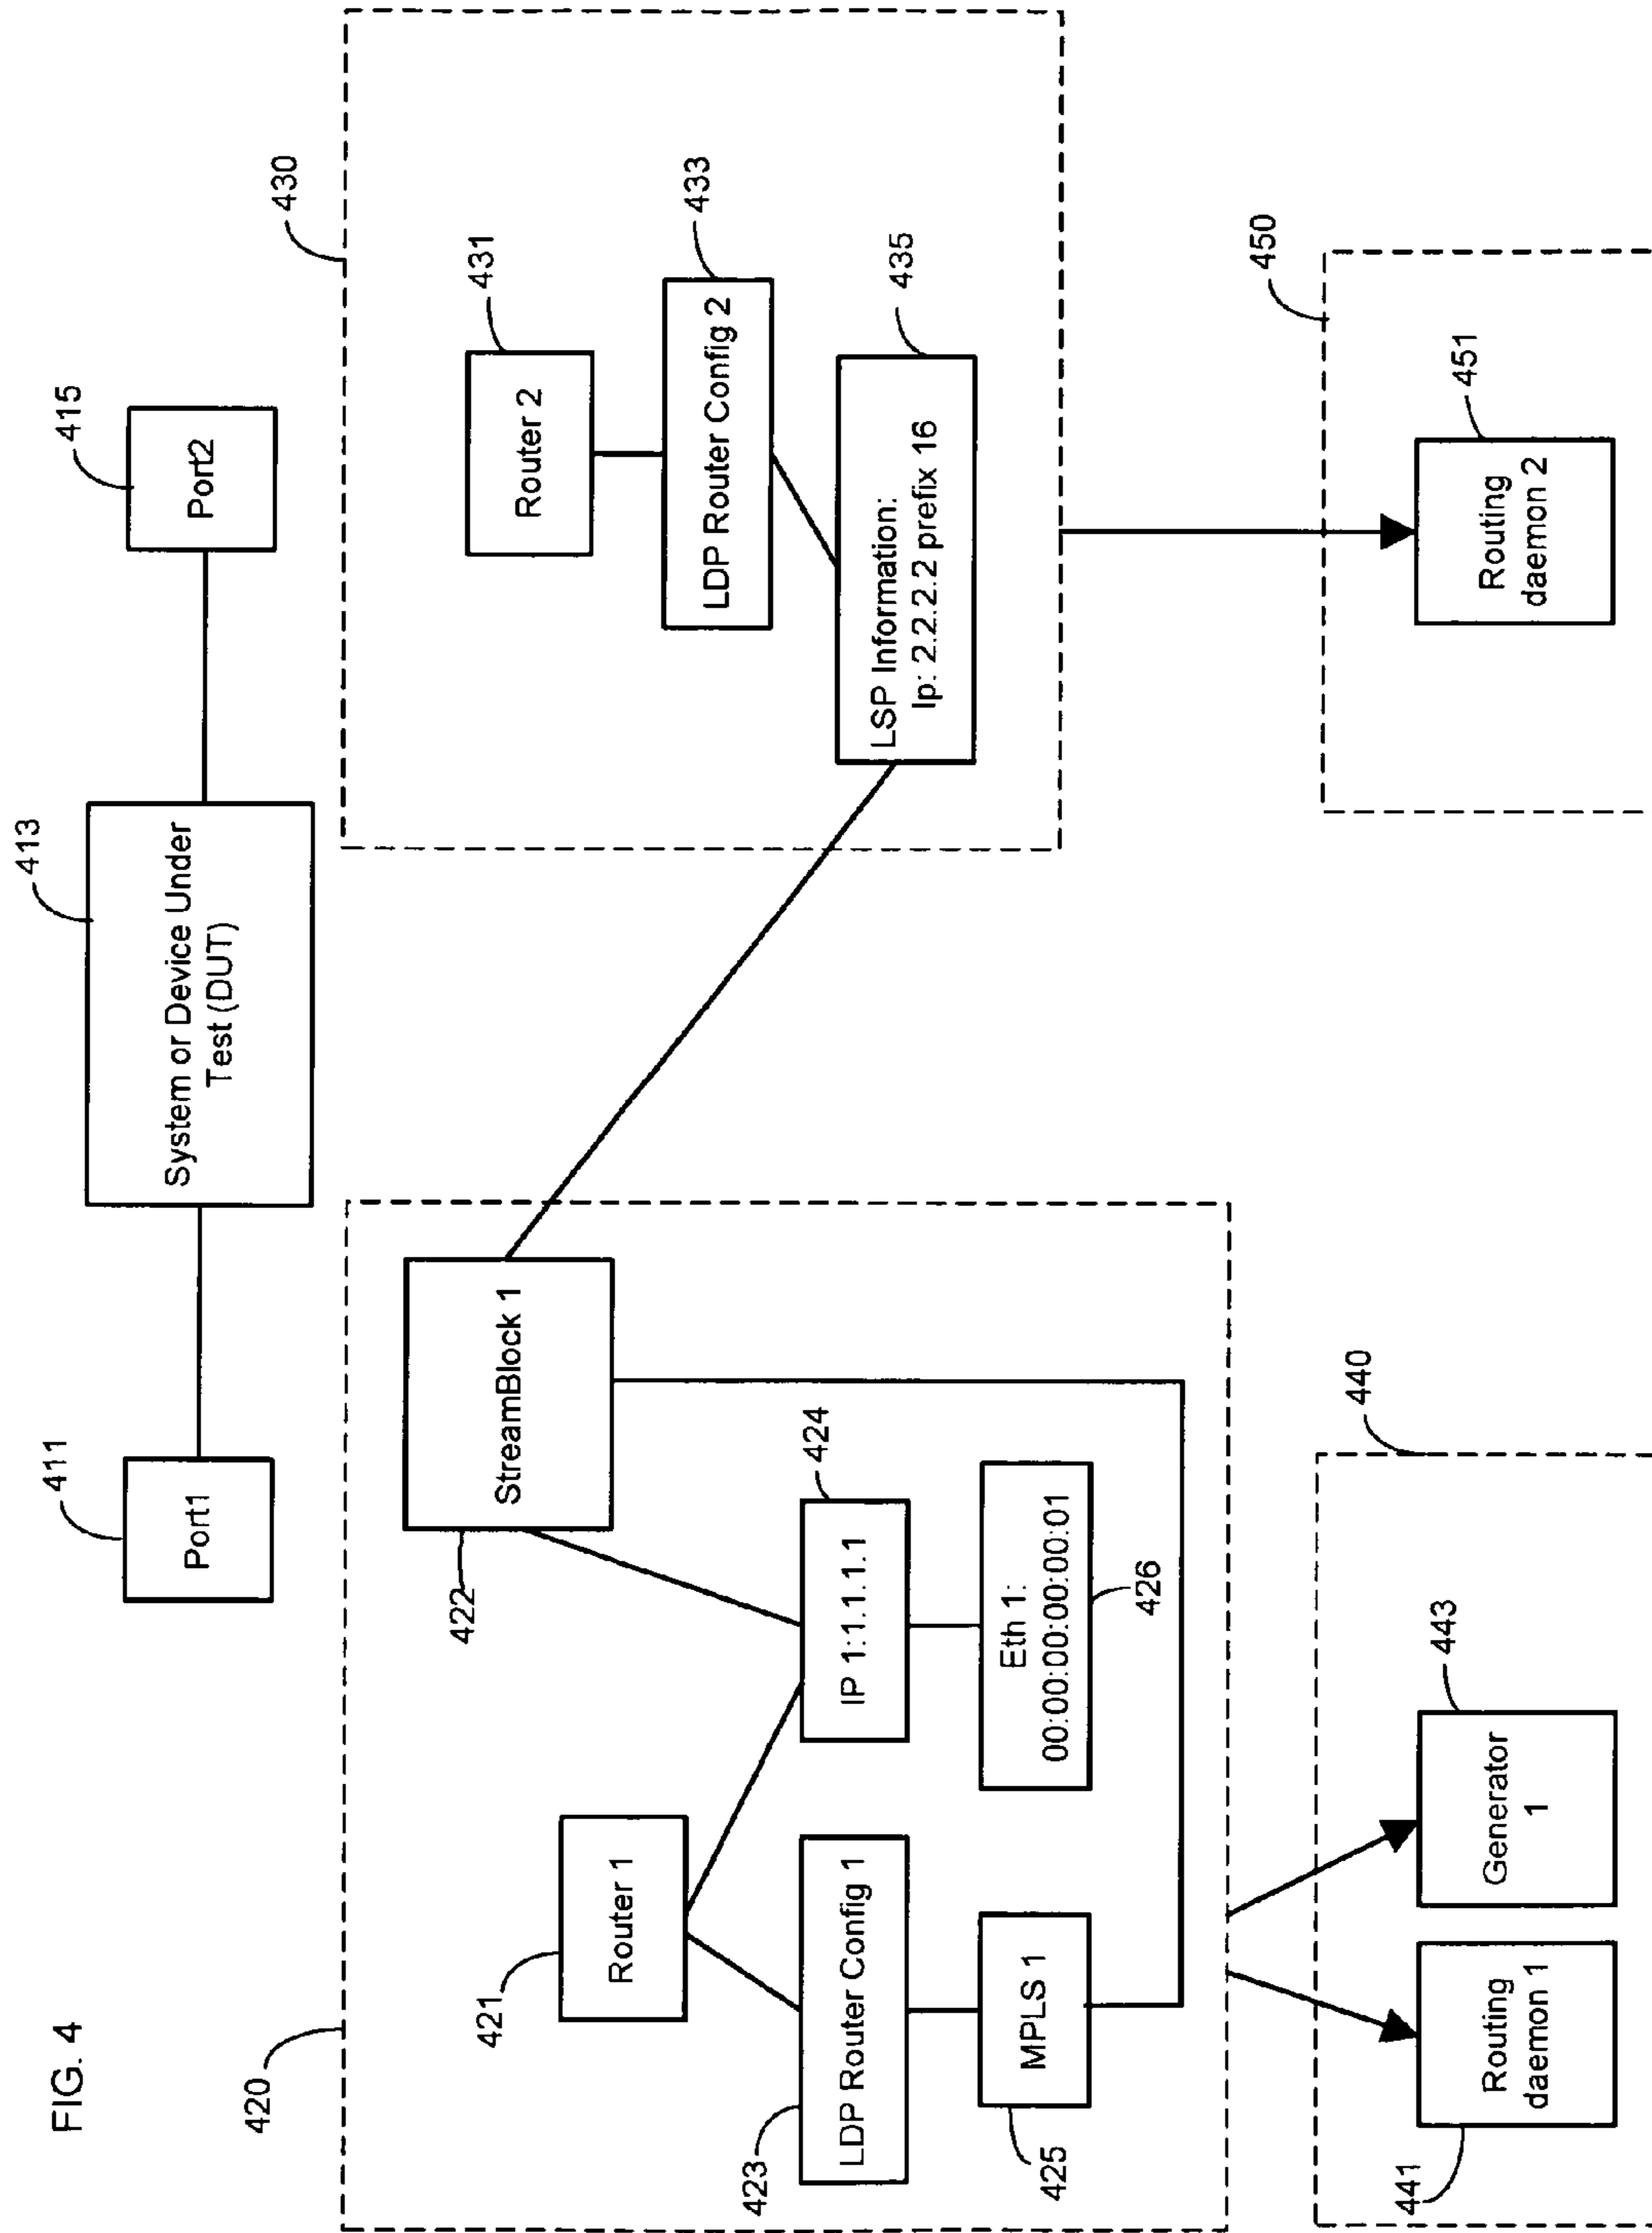 FIG. 4
411
Port1
413
System or Device Under
Test (DUT)
415
Port2
420
421
Router 1
422
StreamBlock 1
423
LDP Router Config 1
IP 1:1.1.1.1
424
425
MPLS 1
Eth 1:
00:00:00:00:00:01
426
430
Router 2
431
LDP Router Config 2
433
LSP Information:
Ip: 2.2.2.2 prefix 16
435
440
441
Routing
daemon 1
Generator
1
443
450
Routing
daemon 2
451